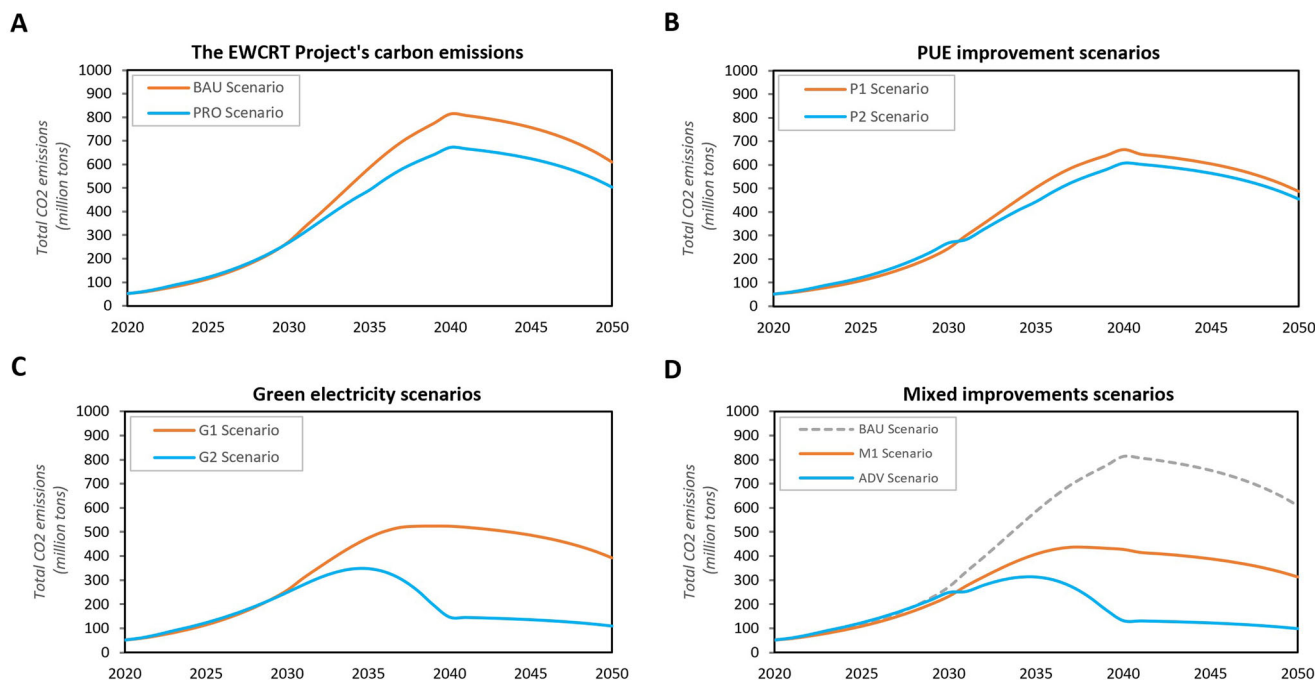 A
The EWCRT Project's carbon emissions
Total CO2 emissions
(million tons)
1000
900
800
700
600
500
400
300
200
100
0
BAU Scenario
PRO Scenario
2020 2025 2030 2035 2040 2045 2050
B
PUE improvement scenarios
Total CO2 emissions
(million tons)
1000
900
800
700
600
500
400
300
200
100
0
P1 Scenario
P2 Scenario
2020 2025 2030 2035 2040 2045 2050
C
Green electricity scenarios
Total CO2 emissions
(million tons)
1000
900
800
700
600
500
400
300
200
100
0
G1 Scenario
G2 Scenario
2020 2025 2030 2035 2040 2045 2050
D
Mixed improvements scenarios
Total CO2 emissions
(million tons)
1000
900
800
700
600
500
400
300
200
100
0
BAU Scenario
M1 Scenario
ADV Scenario
2020 2025 2030 2035 2040 2045 2050